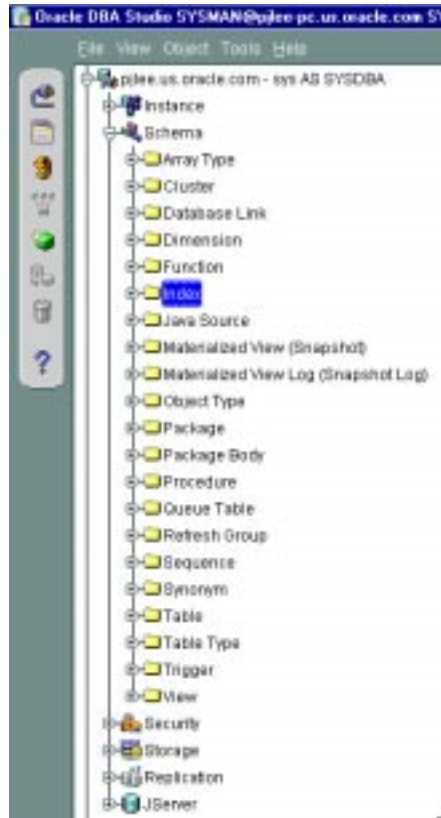 Oracle DBA Studio SYSMAN@pjlee-pc.us.oracle.com S
File View Object Tools Help
pjlee.us.oracle.com - sys AS SYSDBA
Instance
Schema
Array Type
Cluster
Database Link
Dimension
Function
Index
Java Source
Materialized View (Snapshot)
Materialized View Log (Snapshot Log)
Object Type
Package
Package Body
Procedure
Queue Table
Refresh Group
Sequence
Synonym
Table
Table Type
Trigger
View
Security
Storage
Replication
JServer